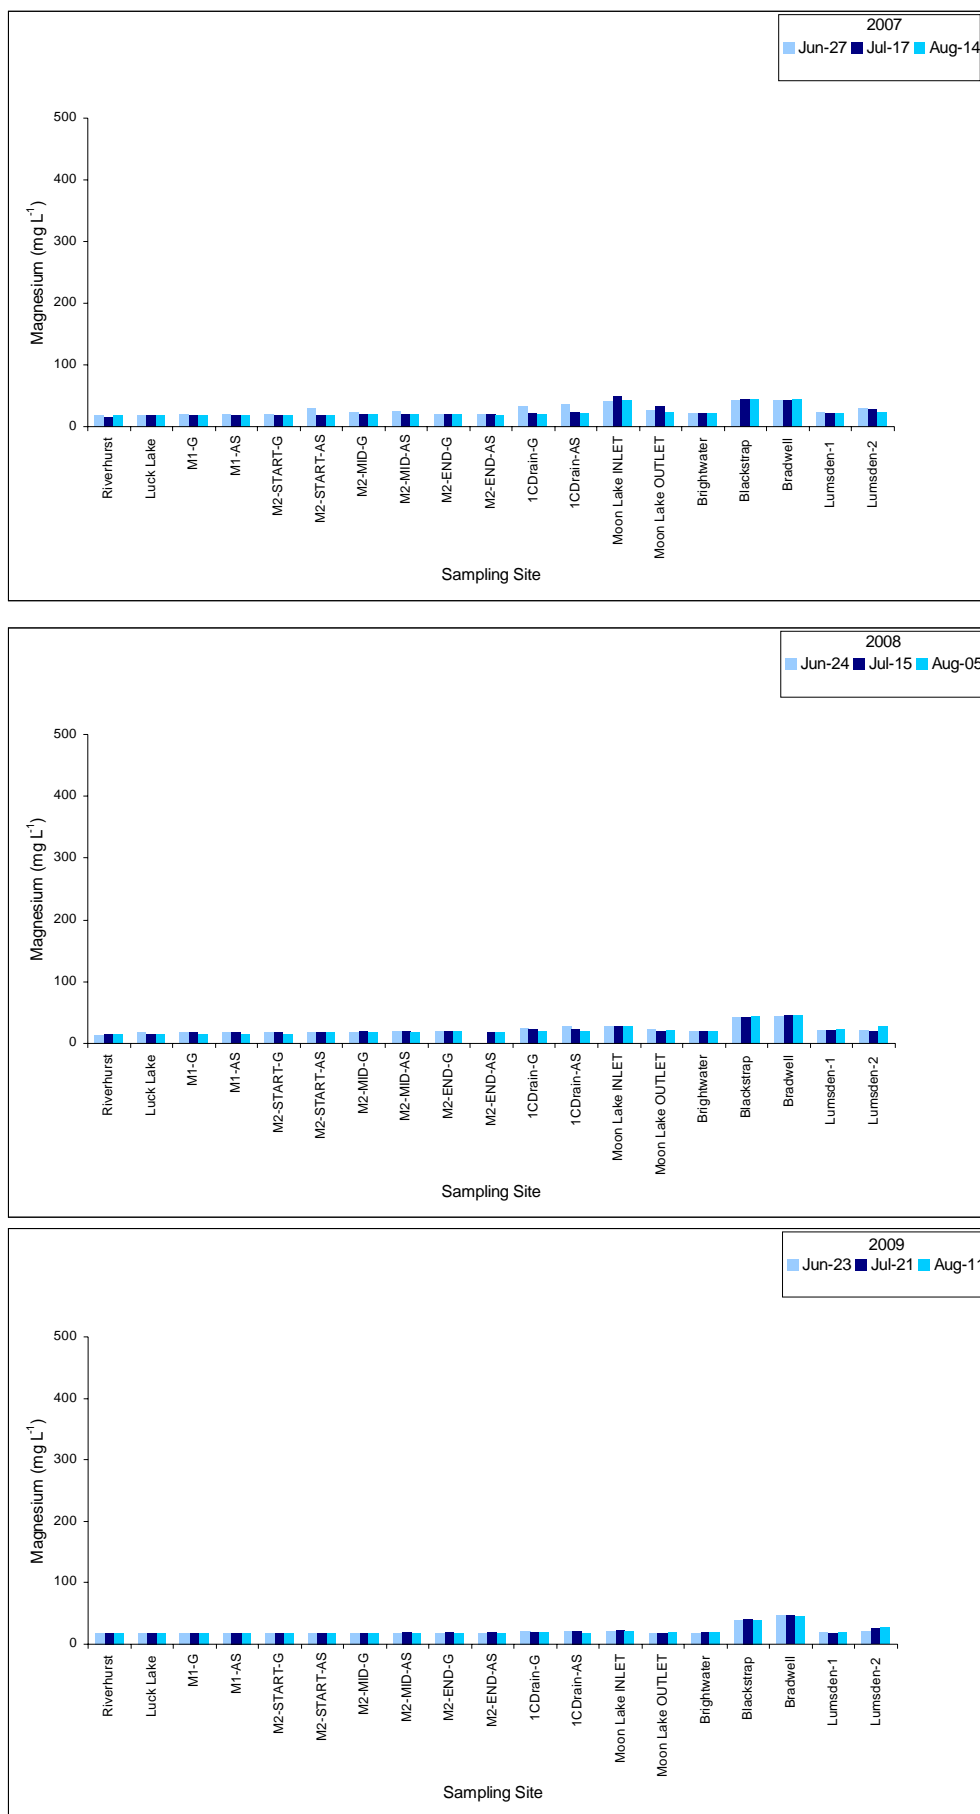 2007
Jun-27 Jul-17 Aug-14
500
400
300
200
100
0
Magnesium (mg L⁻¹)
Riverhurst
Luck Lake
M1-G
M1-AS
M2-START-G
M2-START-AS
M2-MID-G
M2-MID-AS
M2-END-G
M2-END-AS
1CDrain-G
1CDrain-AS
Moon Lake INLET
Moon Lake OUTLET
Brightwater
Blackstrap
Bradwell
Lumsden-1
Lumsden-2
Sampling Site
2008
Jun-24 Jul-15 Aug-05
500
400
300
200
100
0
Magnesium (mg L⁻¹)
Riverhurst
Luck Lake
M1-G
M1-AS
M2-START-G
M2-START-AS
M2-MID-G
M2-MID-AS
M2-END-G
M2-END-AS
1CDrain-G
1CDrain-AS
Moon Lake INLET
Moon Lake OUTLET
Brightwater
Blackstrap
Bradwell
Lumsden-1
Lumsden-2
Sampling Site
2009
Jun-23 Jul-21 Aug-11
500
400
300
200
100
0
Magnesium (mg L⁻¹)
Riverhurst
Luck Lake
M1-G
M1-AS
M2-START-G
M2-START-AS
M2-MID-G
M2-MID-AS
M2-END-G
M2-END-AS
1CDrain-G
1CDrain-AS
Moon Lake INLET
Moon Lake OUTLET
Brightwater
Blackstrap
Bradwell
Lumsden-1
Lumsden-2
Sampling Site